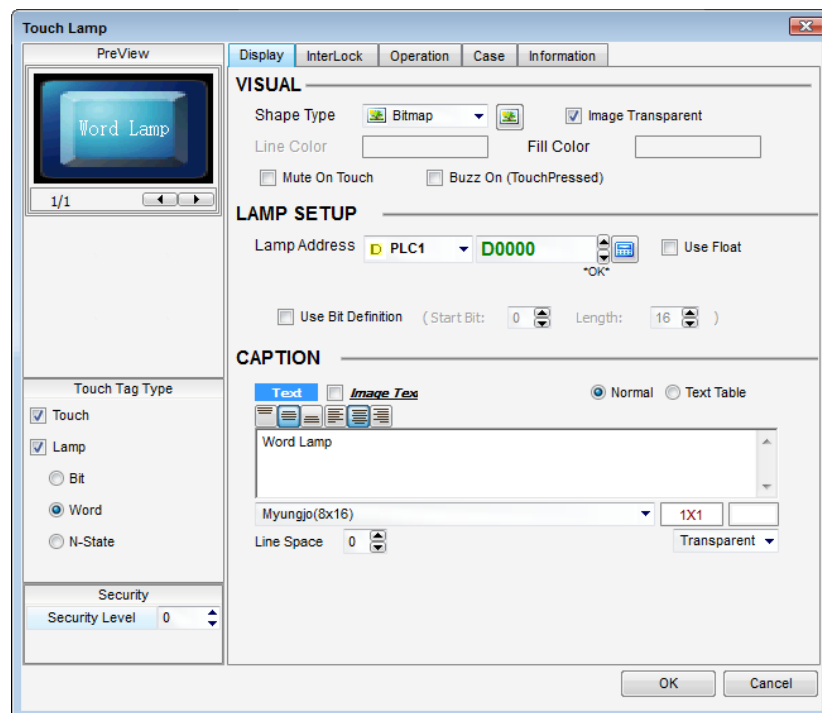 Touch Lamp
PreView
Word Lamp
1/1
Touch Tag Type
Touch
Lamp
Bit
Word
N-State
Security
Security Level 0
Display InterLock Operation Case Information
VISUAL
Shape Type Bitmap Image Transparent
Line Color Fill Color
Mute On Touch Buzz On (TouchPressed)
LAMP SETUP
Lamp Address D PLC1 D0000 Use Float
*OK*
Use Bit Definition ( Start Bit: 0 Length: 16 )
CAPTION
Text Image Tex Normal Text Table
Word Lamp
Myungjo(8x16) 1X1
Line Space 0 Transparent
OK Cancel